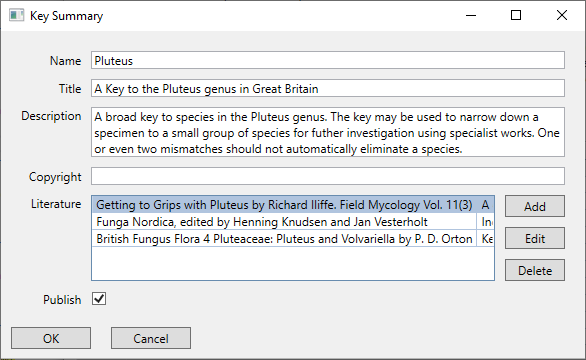 Key Summary
Name Pluteus
Title A Key to the Pluteus genus in Great Britain
Description A broad key to species in the Pluteus genus. The key may be used to narrow down a
specimen to a small group of species for futher investigation using specialist works. One
or even two mismatches should not automatically eliminate a species.
Copyright
Literature Getting to Grips with Pluteus by Richard Iliffe. Field Mycology Vol. 11(3) A Add
Funga Nordica, edited by Henning Knudsen and Jan Vesterholt
British Fungus Flora 4 Pluteaceae: Pluteus and Volvariella by P. D. Orton Ke Edit
Delete
Publish
OK Cancel